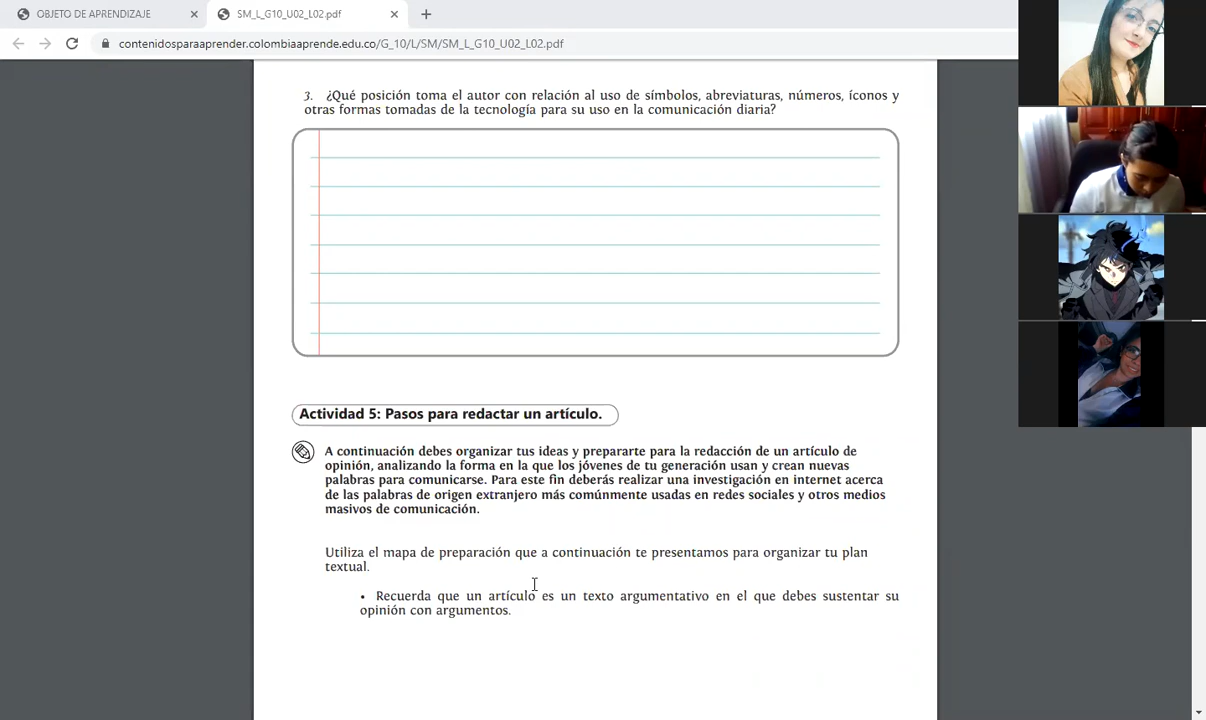 OBJETO DE APRENDIZAJE
SM_L_G10_U02_L02.pdf
contenidosparaaprender.colombiaaprende.edu.co/G_10/L/SM/SM_L_G10_U02_L02.pdf
3. ¿Qué posición toma el autor con relación al uso de símbolos, abreviaturas, números, íconos y
otras formas tomadas de la tecnología para su uso en la comunicación diaria?
Actividad 5: Pasos para redactar un artículo.
A continuación debes organizar tus ideas y prepararte para la redacción de un artículo de
opinión, analizando la forma en la que los jóvenes de tu generación usan y crean nuevas
palabras para comunicarse. Para este fin deberás realizar una investigación en internet acerca
de las palabras de origen extranjero más comúnmente usadas en redes sociales y otros medios
masivos de comunicación.
Utiliza el mapa de preparación que a continuación te presentamos para organizar tu plan
textual.
• Recuerda que un artículo es un texto argumentativo en el que debes sustentar su
opinión con argumentos.